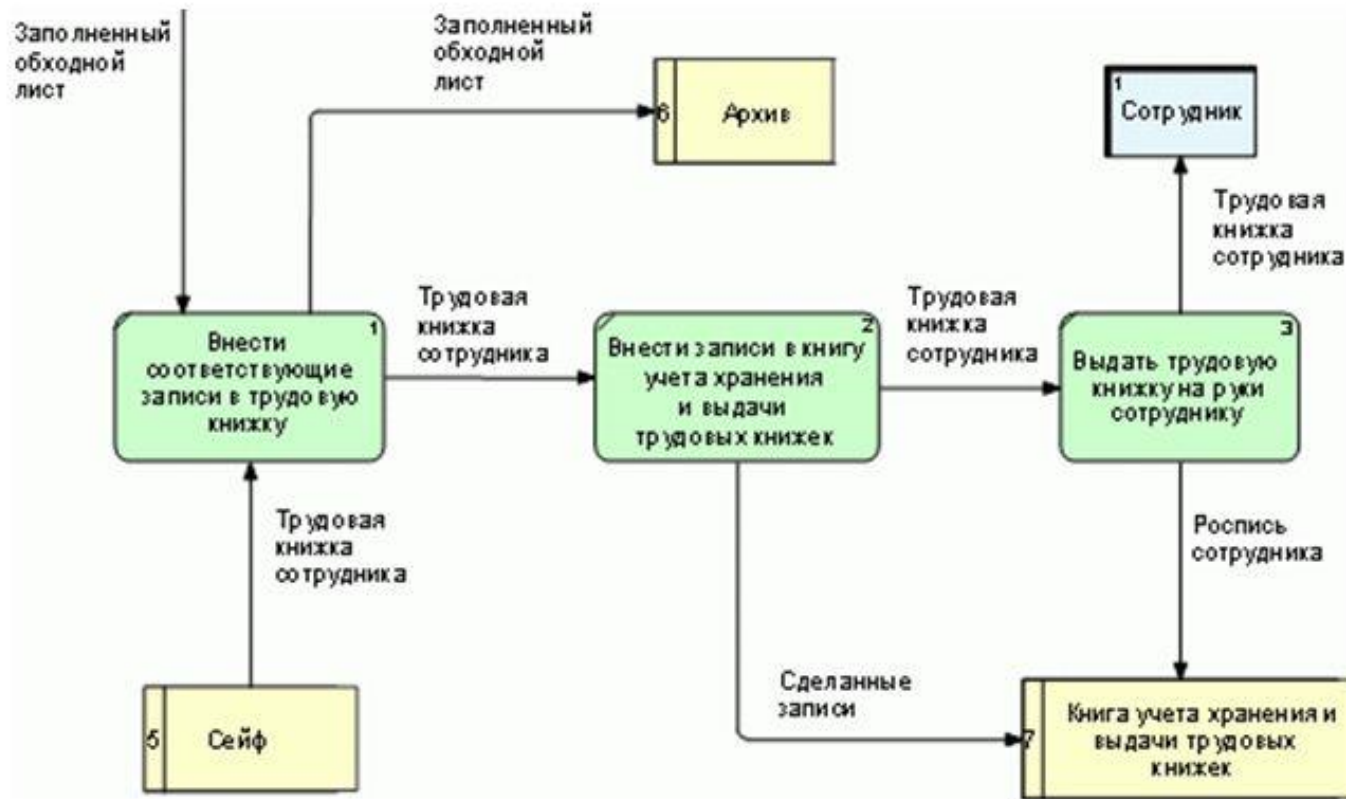 Заполненный
обходной
лист
Заполненный
обходной
лист
6
Архив
1
Сотрудник
Трудовая
книжка
сотрудника
1
Внести
соответствующие
записи в трудовую
книжку
Трудовая
книжка
сотрудника
2
Внести записи в книгу
учета хранения
и выдачи
трудовых книжек
Трудовая
книжка
сотрудника
3
Выдать трудовую
книжку на руки
сотруднику
Трудовая
книжка
сотрудника
Роспись
сотрудника
5
Сейф
Сделанные
записи
7
Книга учета хранения и
выдачи трудовых
книжек